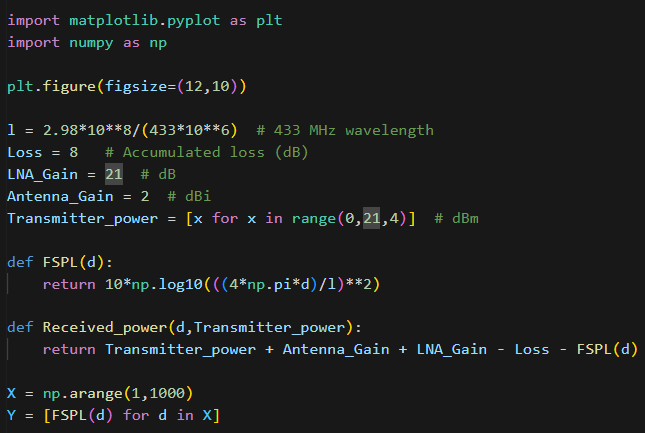 import matplotlib.pyplot as plt
import numpy as np
plt.figure(figsize=(12,10))
l = 2.98*10**8/(433*10**6)  # 433 MHz wavelength
Loss = 8   # Accumulated loss (dB)
LNA_Gain = 21  # dB
Antenna_Gain = 2  # dBi
Transmitter_power = [x for x in range(0,21,4)]  # dBm
def FSPL(d):
    return 10*np.log10(((4*np.pi*d)/l)**2)
def Received_power(d,Transmitter_power):
    return Transmitter_power + Antenna_Gain + LNA_Gain - Loss - FSPL(d)
X = np.arange(1,1000)
Y = [FSPL(d) for d in X]